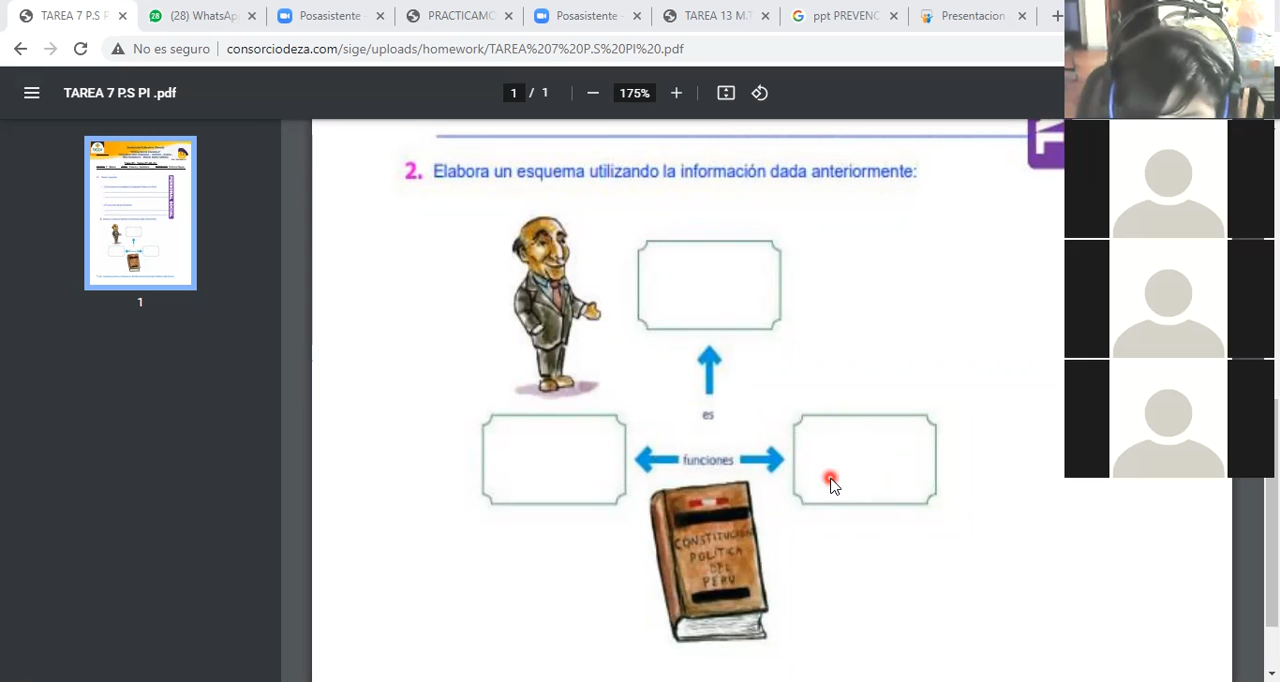 TAREA 7 P.S P
(28) WhatsAp
Posasistente -
PRACTICAMO
Posasistente -
TAREA 13 M.T
ppt PREVENC
Presentacion
28
No es seguro
consorciodeza.com/sige/uploads/homework/TAREA%207%20P.S%20PI%20.pdf
TAREA 7 P.S PI .pdf
1 / 1
175%
2. Elabora un esquema utilizando la información dada anteriormente:
es
funciones
CONSTITUCIÓN
POLÍTICA
DEL
PERÚ
1